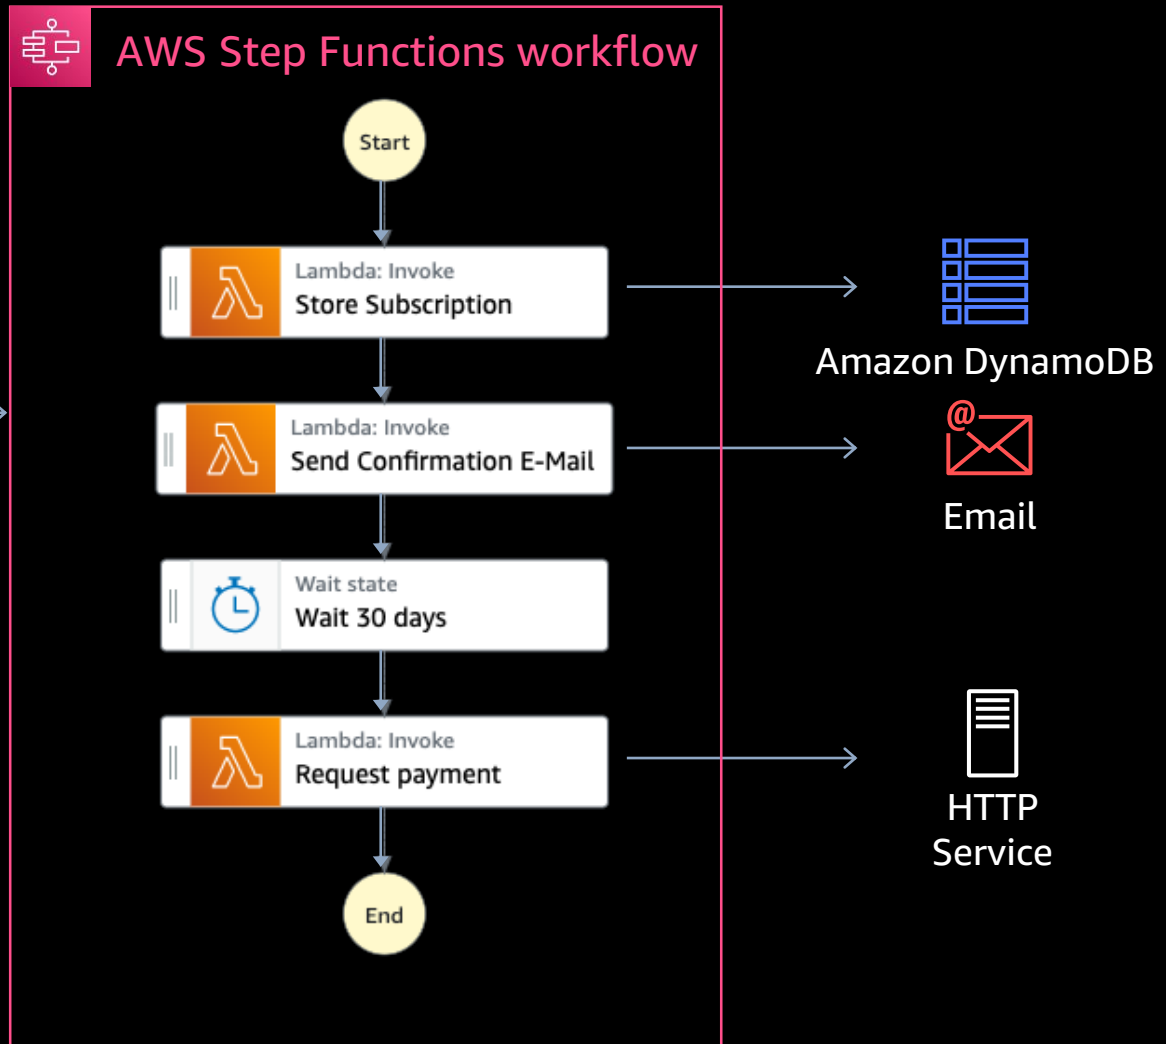 AWS Step Functions workflow
Start
Lambda: Invoke
Store Subscription
Amazon DynamoDB
Lambda: Invoke
Send Confirmation E-Mail
@
Email
Wait state
Wait 30 days
Lambda: Invoke
Request payment
HTTP
Service
End